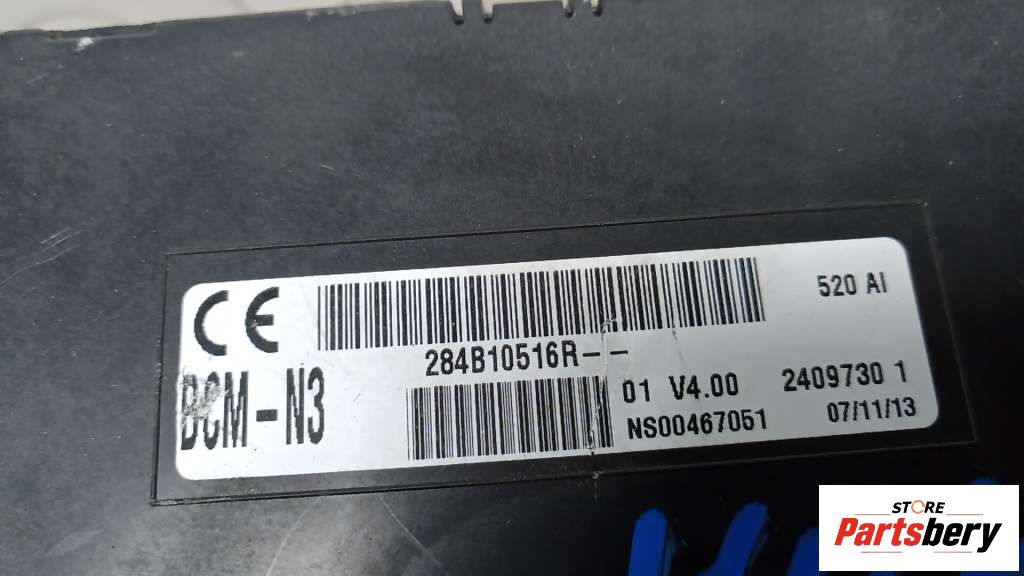 CE
520 AI
284B10516R--
BCM-N3
01 V4.00
2409730 1
NS00467051
07/11/13
STORE
Partsbery